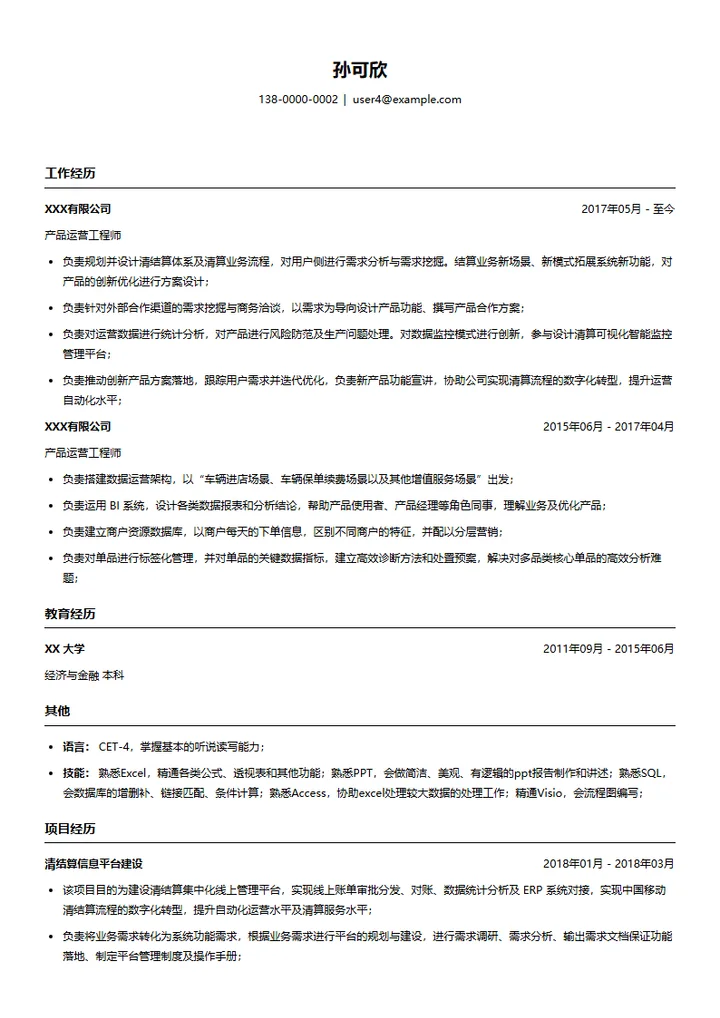 孙可欣
138-0000-0002 | user4@example.com
工作经历
XXX有限公司 2017年05月 - 至今
产品运营工程师
• 负责规划并设计清结算体系及清算业务流程，对用户侧进行需求分析与需求挖掘。结算业务新场景、新模式拓展系统新功能，对
产品的创新优化进行方案设计；
• 负责针对外部合作渠道的需求挖掘与商务洽谈，以需求为导向设计产品功能、撰写产品合作方案；
• 负责对运营数据进行统计分析，对产品进行风险防范及生产问题处理。对数据监控模式进行创新，参与设计清算可视化智能监控
管理平台；
• 负责推动创新产品方案落地，跟踪用户需求并迭代优化，负责新产品功能宣讲，协助公司实现清算流程的数字化转型，提升运营
自动化水平；
XXX有限公司 2015年06月 - 2017年04月
产品运营工程师
• 负责搭建数据运营架构，以“车辆进店场景、车辆保单续费场景以及其他增值服务场景”出发；
• 负责运用 BI 系统，设计各类数据报表和分析结论，帮助产品使用者、产品经理等角色同事，理解业务及优化产品；
• 负责建立商户资源数据库，以商户每天的下单信息，区别不同商户的特征，并配以分层营销；
• 负责对单品进行标签化管理，并对单品的关键数据指标，建立高效诊断方法和处置预案，解决对多品类核心单品的高效分析难
题；
教育经历
XX 大学 2011年09月 - 2015年06月
经济与金融 本科
其他
• 语言： CET-4，掌握基本的听说读写能力；
• 技能： 熟悉Excel，精通各类公式、透视表和其他功能；熟悉PPT，会做简洁、美观、有逻辑的ppt报告制作和讲述；熟悉SQL，
会数据库的增删补、链接匹配、条件计算；熟悉Access，协助excel处理较大数据的处理工作；精通Visio，会流程图编写；
项目经历
清结算信息平台建设 2018年01月 - 2018年03月
• 该项目目的为建设清结算集中化线上管理平台，实现线上账单审批分发、对账、数据统计分析及 ERP 系统对接，实现中国移动
清结算流程的数字化转型，提升自动化运营水平及清算服务水平；
• 负责将业务需求转化为系统功能需求，根据业务需求进行平台的规划与建设，进行需求调研、需求分析、输出需求文档保证功能
落地、制定平台管理制度及操作手册；